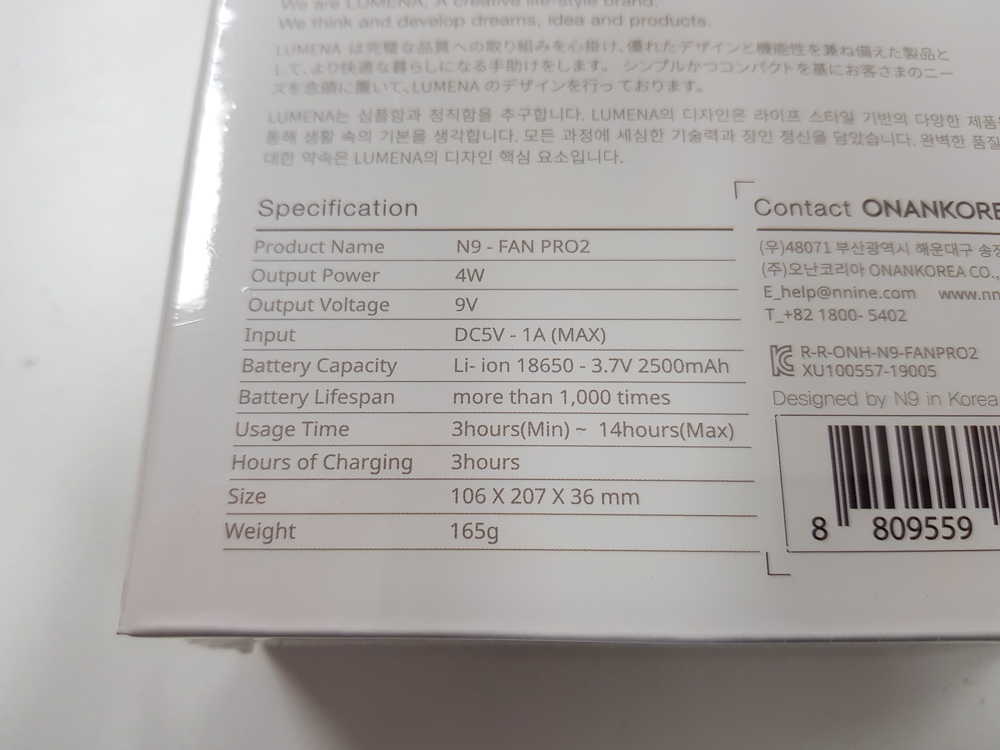 We are LUMENA, A creative life-style brand.
We think and develop dreams, idea and products.
LUMENA は完璧な品質への取り組みを心掛け、優れたデザインと機能性を兼ね備えた製品と
して、より快適な暮らしになる手助けをします。 シンプルかつコンパクトを基にお客さまのニー
ズを念頭に置いて、LUMENA のデザインを行っております。
LUMENA는 심플함과 정직함을 추구합니다. LUMENA의 디자인은 라이프 스타일 기반의 다양한 제품
통해 생활 속의 기본을 생각합니다. 모든 과정에 세심한 기술력과 장인 정신을 담았습니다. 완벽한 품질
대한 약속은 LUMENA의 디자인 핵심 요소입니다.
Specification
Product Name N9 - FAN PRO2
Output Power 4W
Output Voltage 9V
Input DC5V - 1A (MAX)
Battery Capacity Li- ion 18650 - 3.7V 2500mAh
Battery Lifespan more than 1,000 times
Usage Time 3hours(Min) ~ 14hours(Max)
Hours of Charging 3hours
Size 106 X 207 X 36 mm
Weight 165g
Contact ONANKORE
(우)48071 부산광역시 해운대구 송정
(주)오난코리아 ONANKOREA CO.,
E_help@nnine.com www.nn
T_+82 1800- 5402
R-R-ONH-N9-FANPRO2
XU100557-19005
Designed by N9 in Korea
8 809559